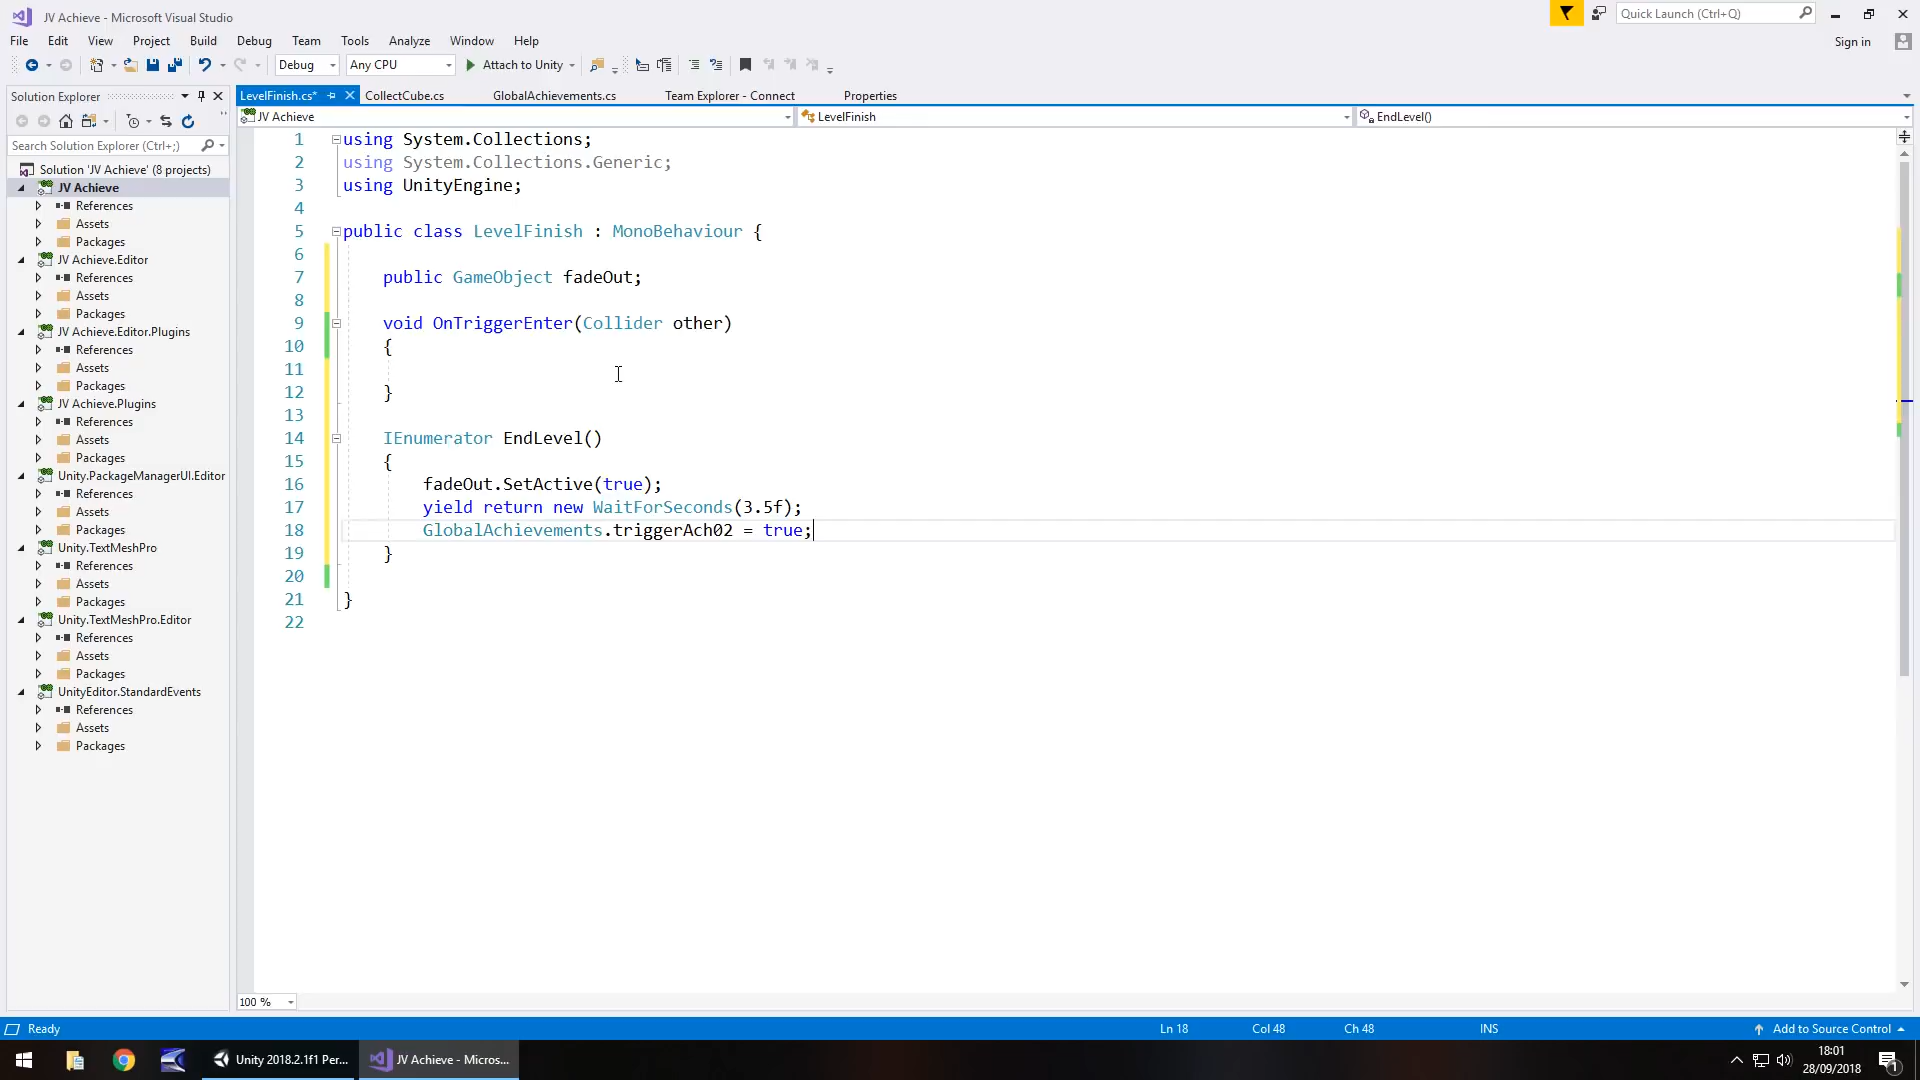 JV Achieve - Microsoft Visual Studio
Quick Launch (Ctrl+Q)
File Edit View Project Build Debug Team Tools Analyze Window Help
Sign in
Debug Any CPU Attach to Unity
Solution Explorer
LevelFinish.cs* CollectCube.cs GlobalAchievements.cs Team Explorer - Connect Properties
JV Achieve LevelFinish EndLevel()
Search Solution Explorer (Ctrl+;)
Solution 'JV Achieve' (8 projects)
JV Achieve
References
Assets
Packages
JV Achieve.Editor
References
Assets
Packages
JV Achieve.Editor.Plugins
References
Assets
Packages
JV Achieve.Plugins
References
Assets
Packages
Unity.PackageManagerUI.Editor
References
Assets
Packages
Unity.TextMeshPro
References
Assets
Packages
Unity.TextMeshPro.Editor
References
Assets
Packages
UnityEditor.StandardEvents
References
Assets
Packages
1 using System.Collections;
2 using System.Collections.Generic;
3 using UnityEngine;
4
5 public class LevelFinish : MonoBehaviour {
6
7 public GameObject fadeOut;
8
9 void OnTriggerEnter(Collider other)
10 {
11
12 }
13
14 IEnumerator EndLevel()
15 {
16 fadeOut.SetActive(true);
17 yield return new WaitForSeconds(3.5f);
18 GlobalAchievements.triggerAch02 = true;
19 }
20
21 }
22
100 %
Ready Ln 18 Col 48 Ch 48 INS Add to Source Control
Unity 2018.2.1f1 Per... JV Achieve - Micros...
18:01
28/09/2018
1